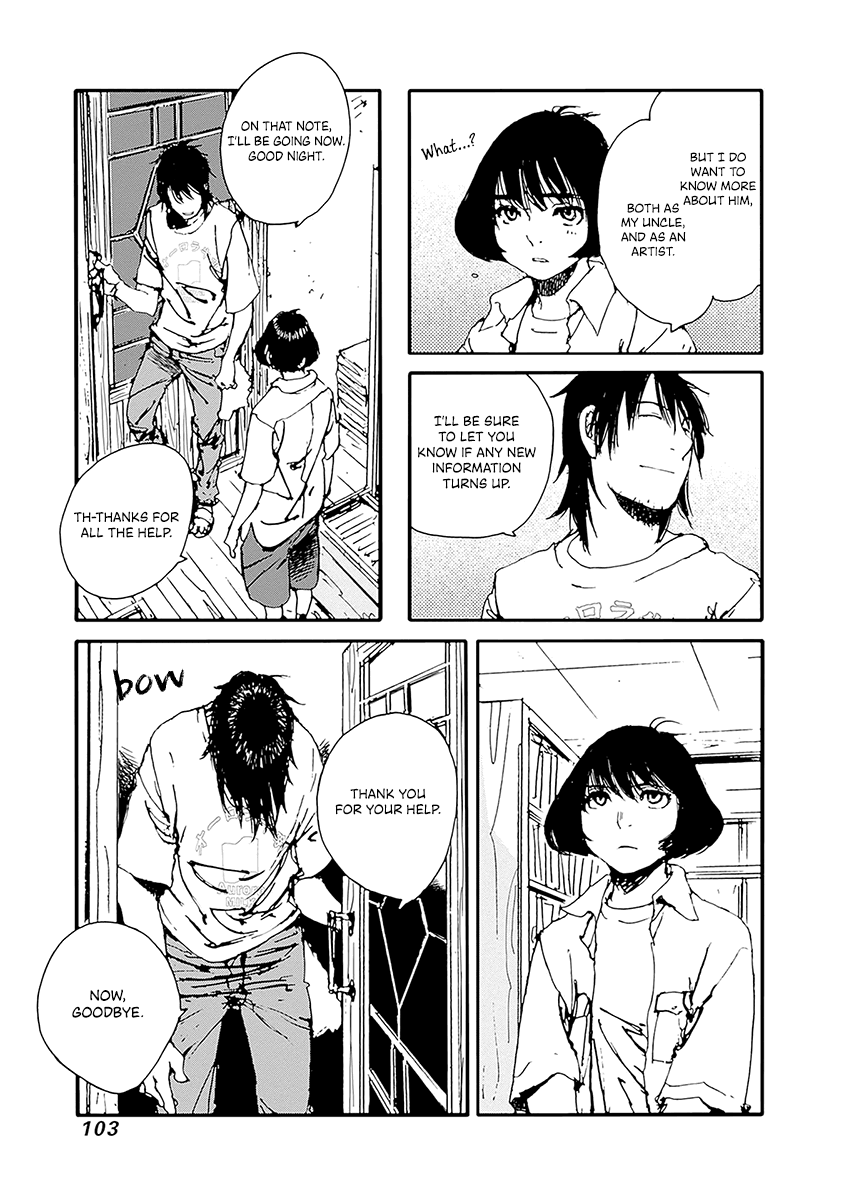 BUT I DO
WANT TO
KNOW MORE
ABOUT HIM,
BOTH AS
MY UNCLE,
AND AS AN
ARTIST.
What...?
I'LL BE SURE
TO LET YOU
KNOW IF ANY NEW
INFORMATION
TURNS UP.
ON THAT NOTE,
I'LL BE GOING NOW.
GOOD NIGHT.
TH-THANKS FOR
ALL THE HELP.
THANK YOU
FOR YOUR HELP.
bow
NOW,
GOODBYE.
103